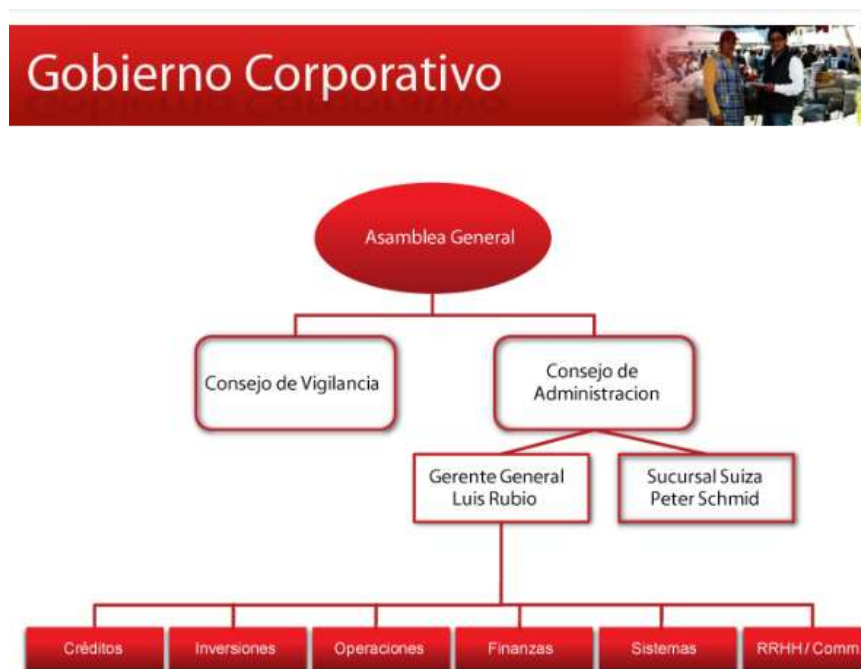 Gobierno Corporativo
Asamblea General
Consejo de Vigilancia
Consejo de
Administracion
Gerente General
Luis Rubio
Sucursal Suiza
Peter Schmid
Créditos
Inversiones
Operaciones
Finanzas
Sistemas
RRHH / Comm